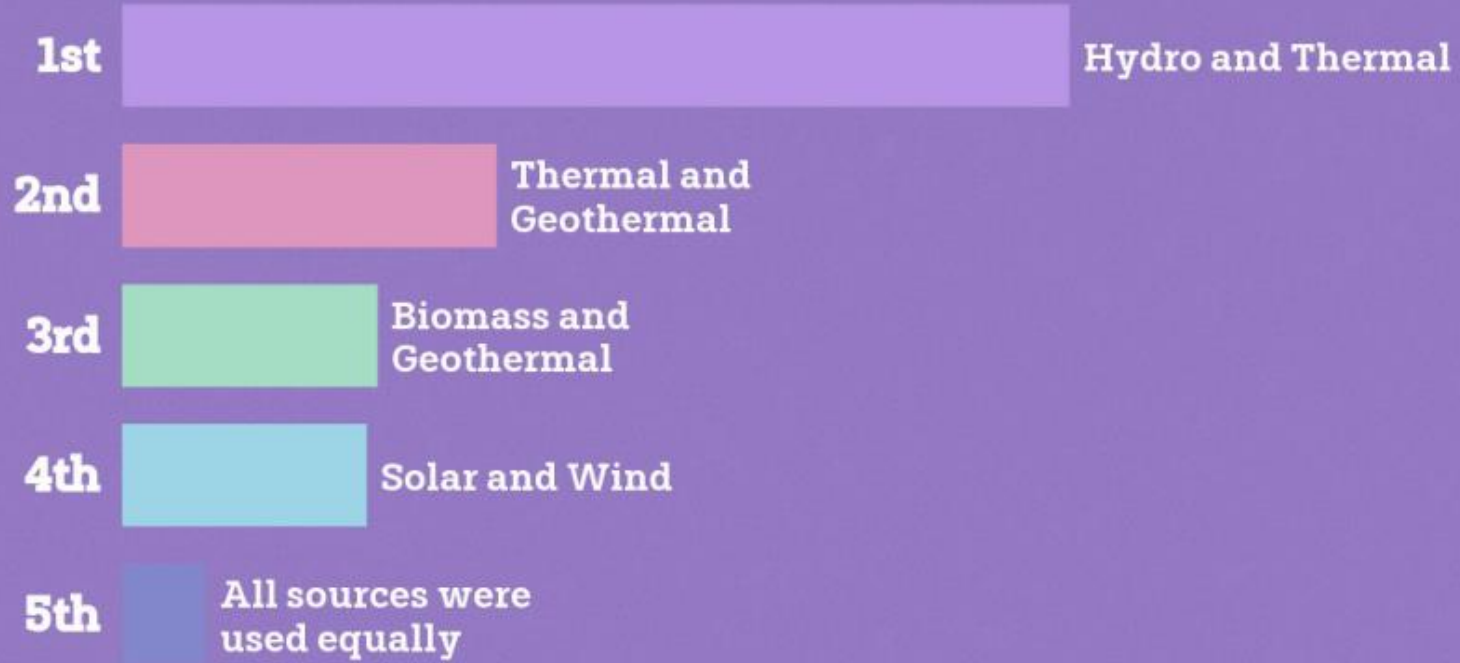 1st
Hydro and Thermal
2nd
Thermal and
Geothermal
3rd
Biomass and
Geothermal
4th
Solar and Wind
5th
All sources were
used equally